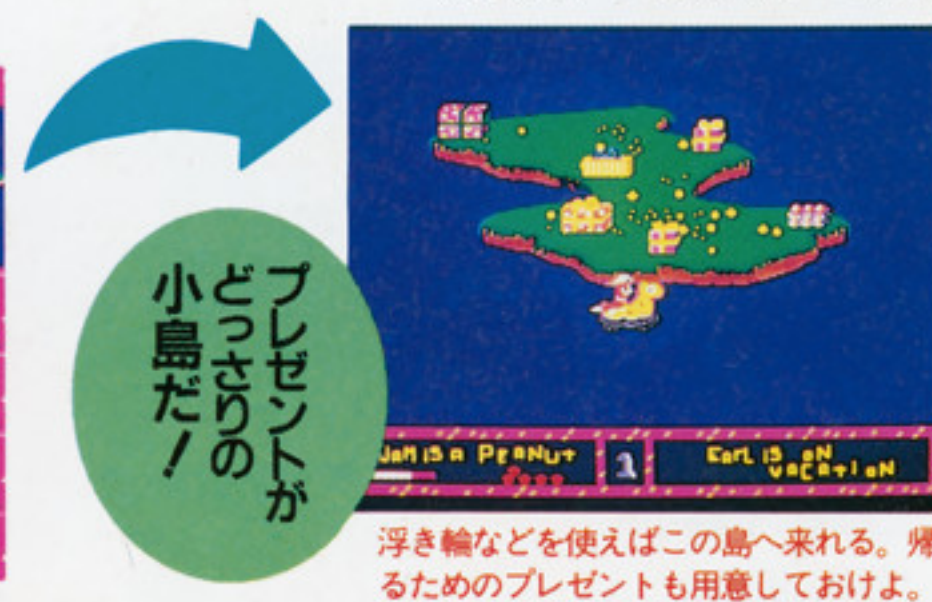 プレゼントが
どっさりの
小島だ！
JAM IS A PEANUT
1
EARL IS ON
VACATION
浮き輪などを使えばこの島へ来れる。帰
るためのプレゼントも用意しておけよ。